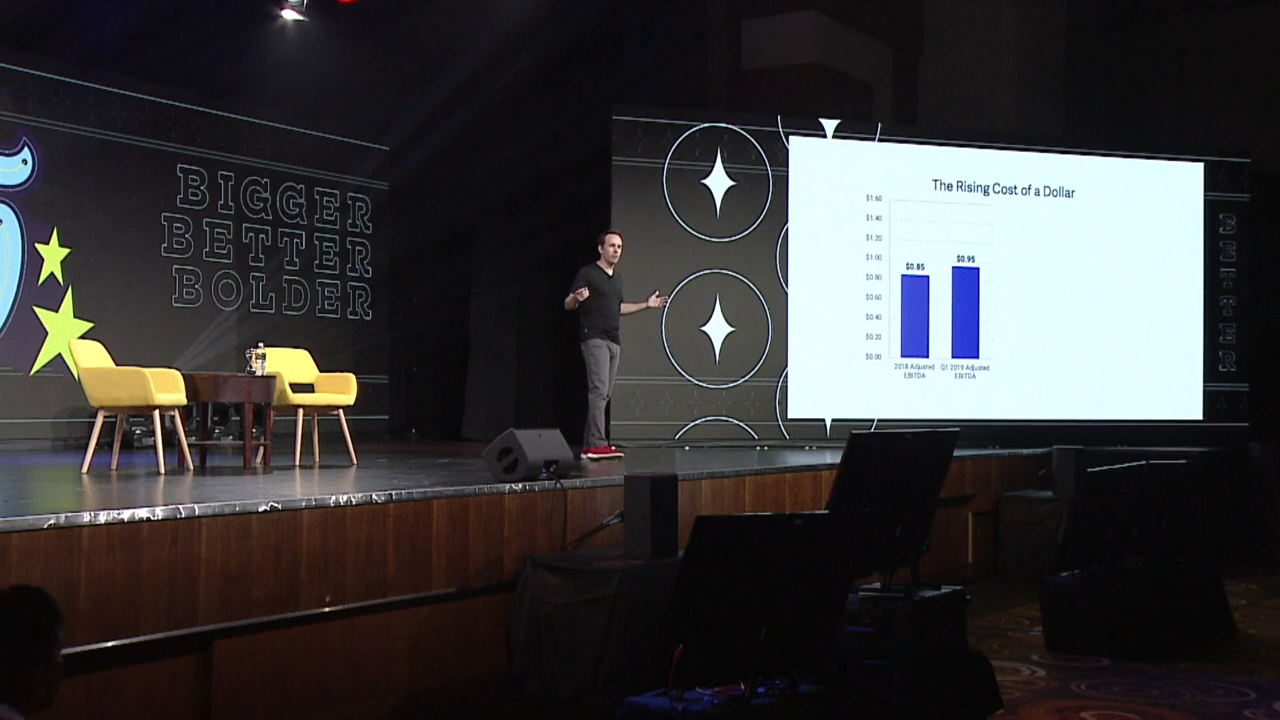 BIGGER
BETTER
BOLDER
The Rising Cost of a Dollar
$1.60
$1.40
$1.20
$1.00
$0.80
$0.60
$0.40
$0.20
$0.00
$0.85
$0.95
2018 Adjusted
EBITDA
Q1 2019 Adjusted
EBITDA
BETTER